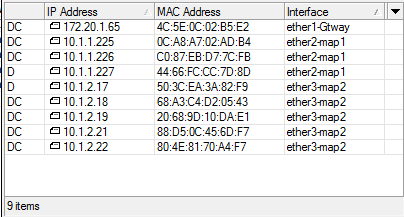 IP Address MAC Address Interface
DC 172.20.1.65 4C:5E:0C:02:B5:E2 ether1-Gtway
DC 10.1.1.225 0C:A8:A7:02:AD:B4 ether2-map1
DC 10.1.1.226 C0:87:EB:D7:7C:FB ether2-map1
D 10.1.1.227 44:66:FC:CC:7D:8D ether2-map1
D 10.1.2.17 50:3C:EA:3A:82:F9 ether3-map2
DC 10.1.2.18 68:A3:C4:D2:05:43 ether3-map2
DC 10.1.2.19 20:68:9D:10:DA:E1 ether3-map2
DC 10.1.2.21 88:D5:0C:45:6D:F7 ether3-map2
DC 10.1.2.22 80:4E:81:70:A4:F7 ether3-map2
9 items